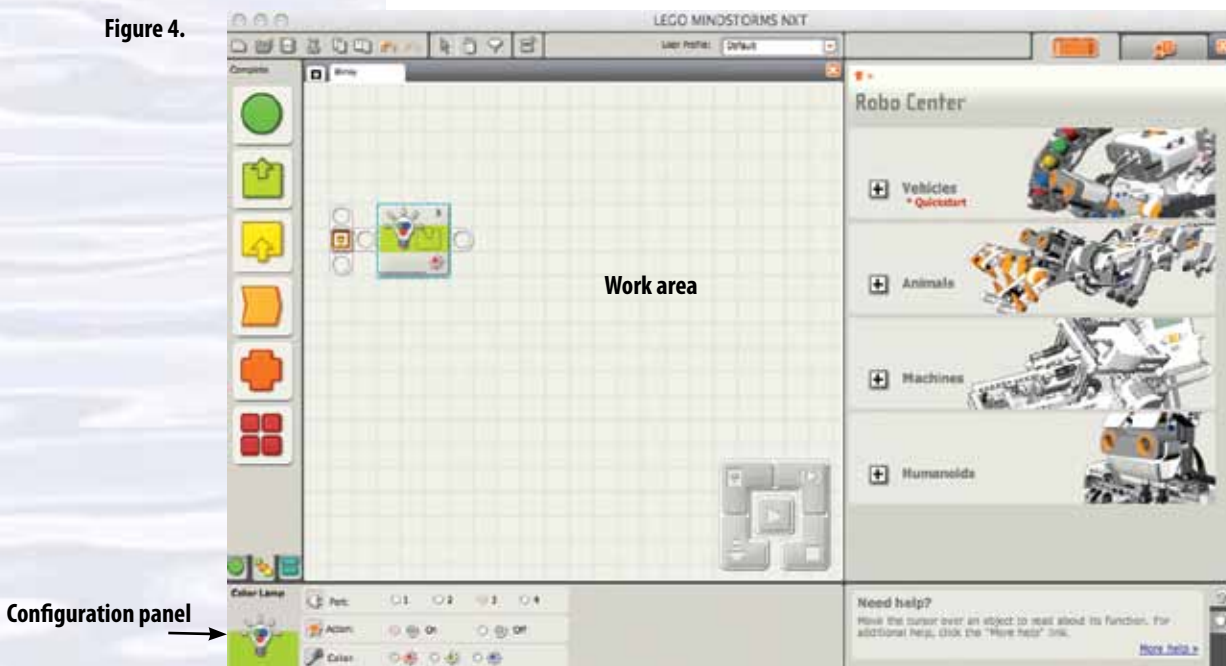 Figure 4.
LEGO MINDSTORMS NXT
User Profile: Default
Complete
Robo Center
Vehicles
* Quickstart
Animals
Work area
Machines
Humanoids
Configuration panel
Color Lamp
Port: 1 2 3 4
Action: On Off
Color
Need help?
Move the cursor over an object to read about its function. For
additional help, click the "More help" link.
More help »